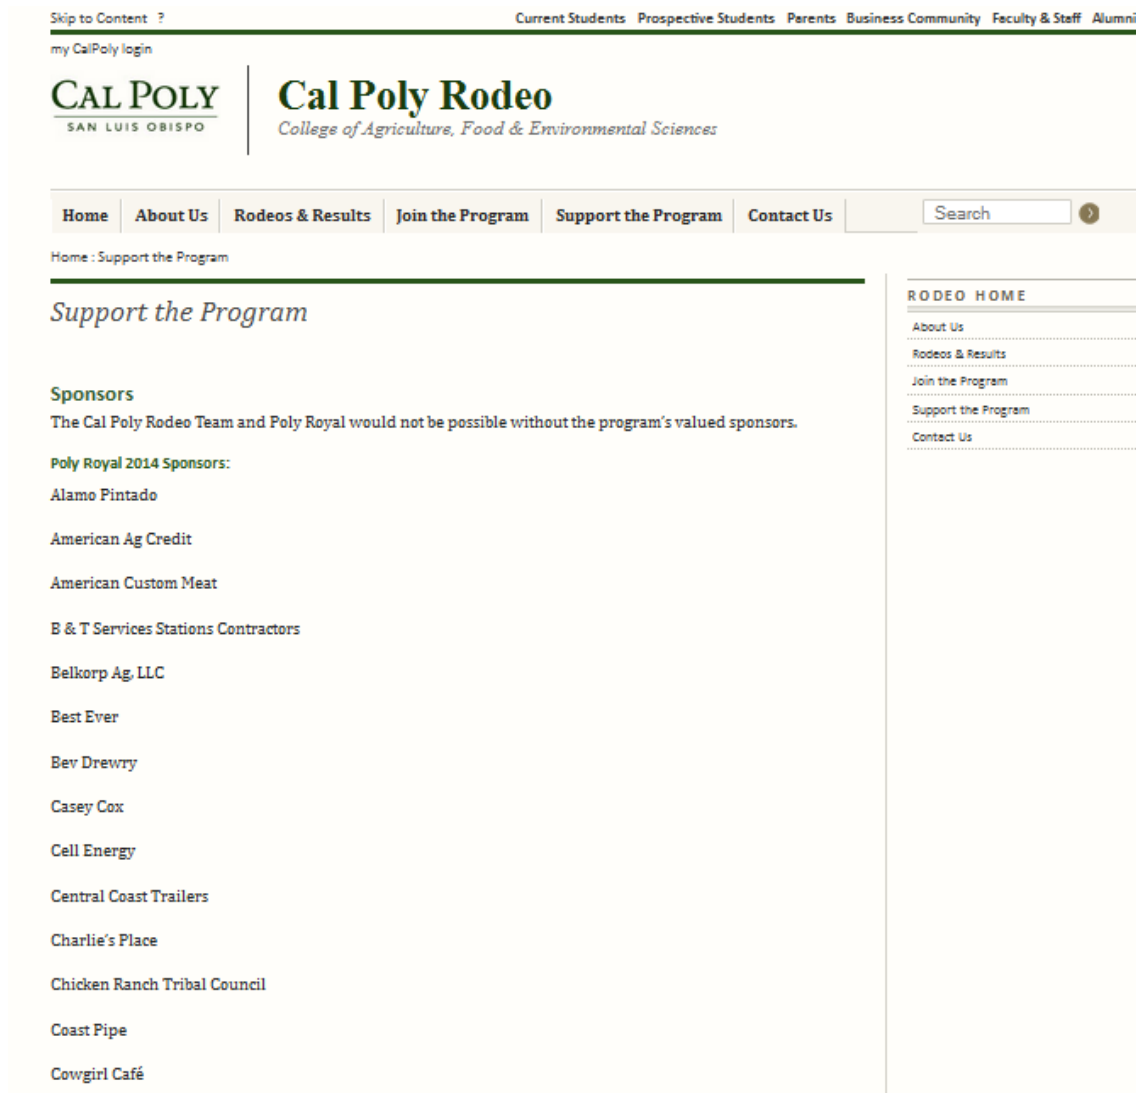 Skip to Content ? Current Students Prospective Students Parents Business Community Faculty & Staff Alumni
my CalPoly login
CAL POLY
SAN LUIS OBISPO
Cal Poly Rodeo
College of Agriculture, Food & Environmental Sciences
Home About Us Rodeos & Results Join the Program Support the Program Contact Us Search
Home : Support the Program
Support the Program
Sponsors
The Cal Poly Rodeo Team and Poly Royal would not be possible without the program's valued sponsors.
Poly Royal 2014 Sponsors:
Alamo Pintado
American Ag Credit
American Custom Meat
B & T Services Stations Contractors
Belkorp Ag, LLC
Best Ever
Bev Drewry
Casey Cox
Cell Energy
Central Coast Trailers
Charlie's Place
Chicken Ranch Tribal Council
Coast Pipe
Cowgirl Café
RODEO HOME
About Us
Rodeos & Results
Join the Program
Support the Program
Contact Us